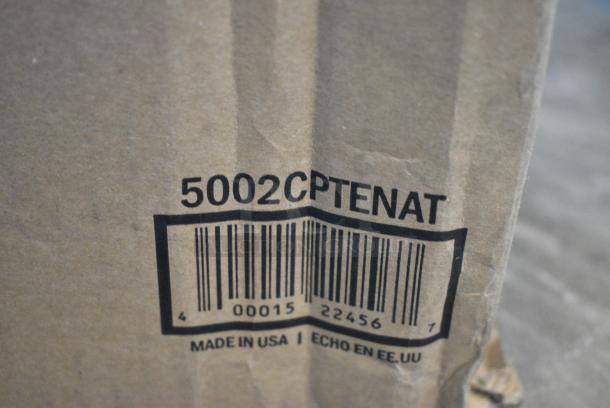 5002CPTENAT
4 00015 22456 7
MADE IN USA | ECHO EN EE.UU